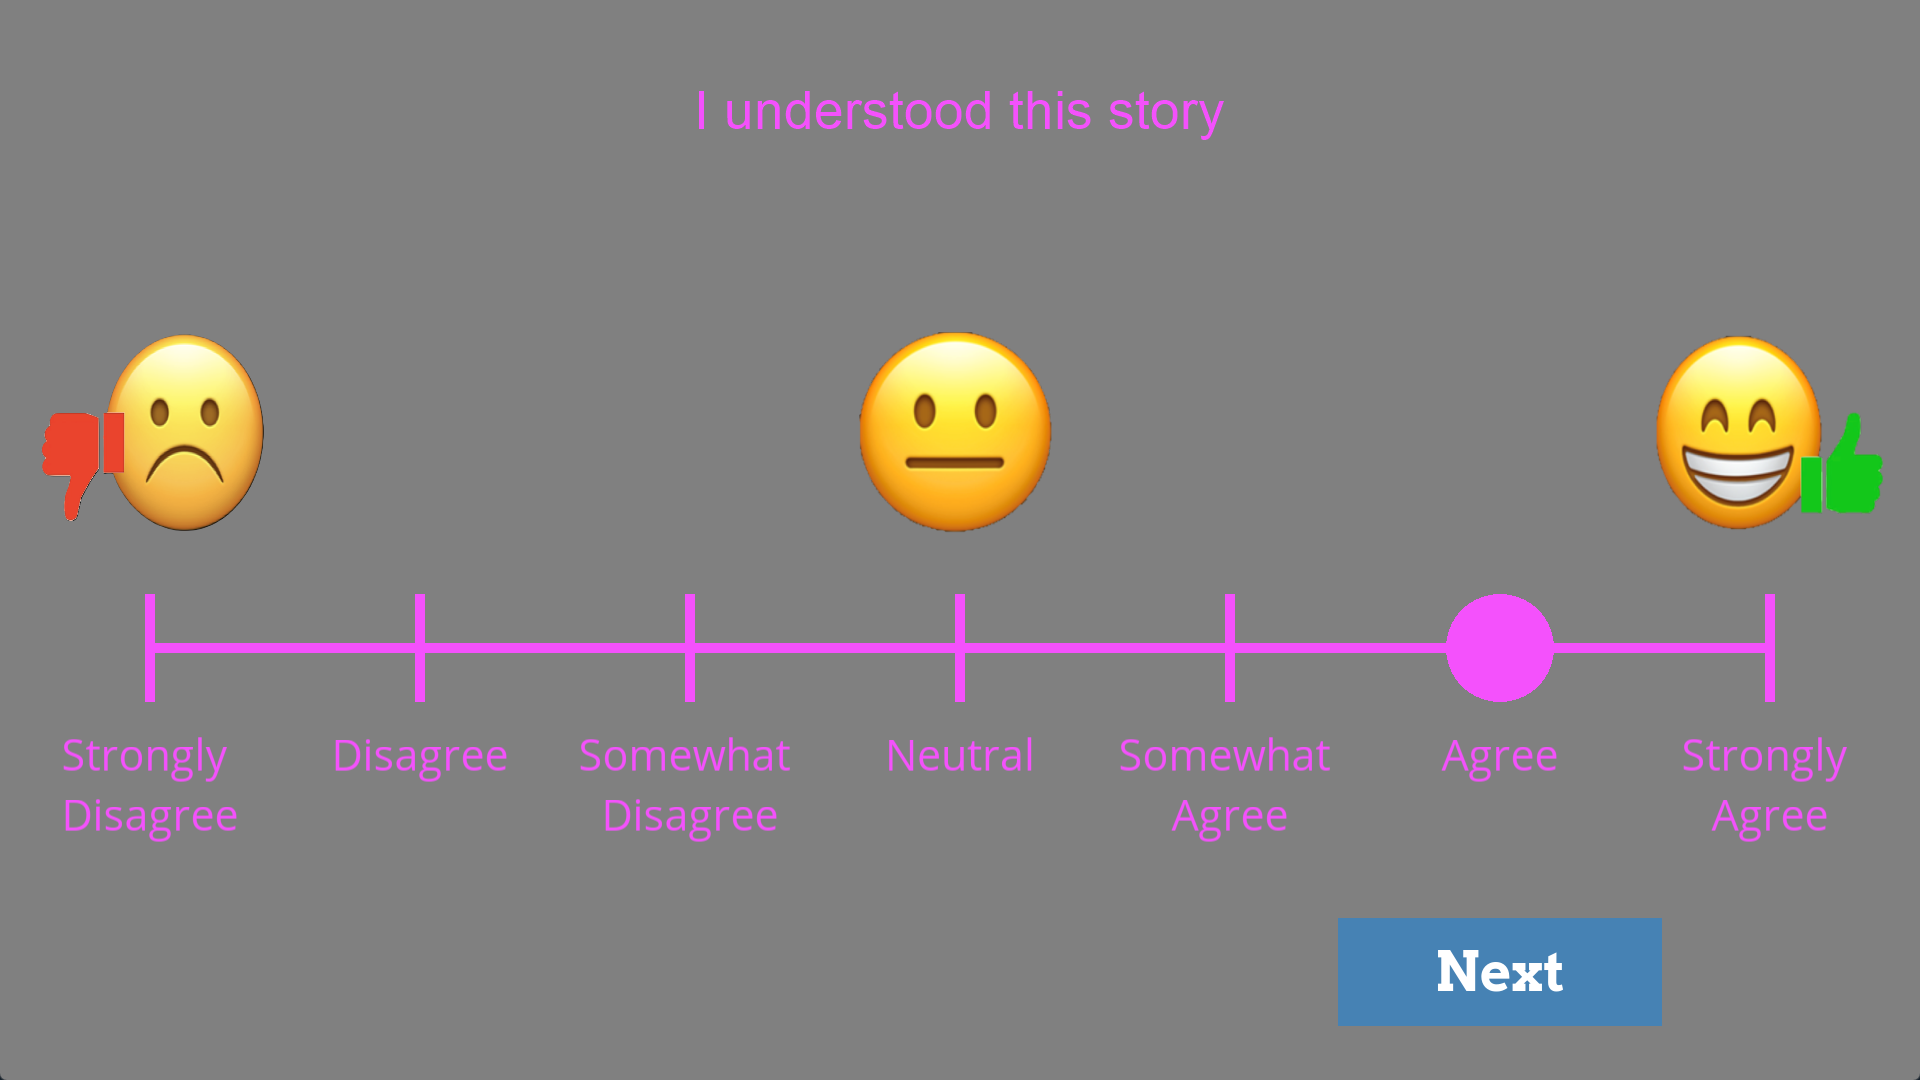 I understood this story
Strongly Disagree
Disagree
Somewhat Disagree
Neutral
Somewhat Agree
Agree
Strongly Agree
Next